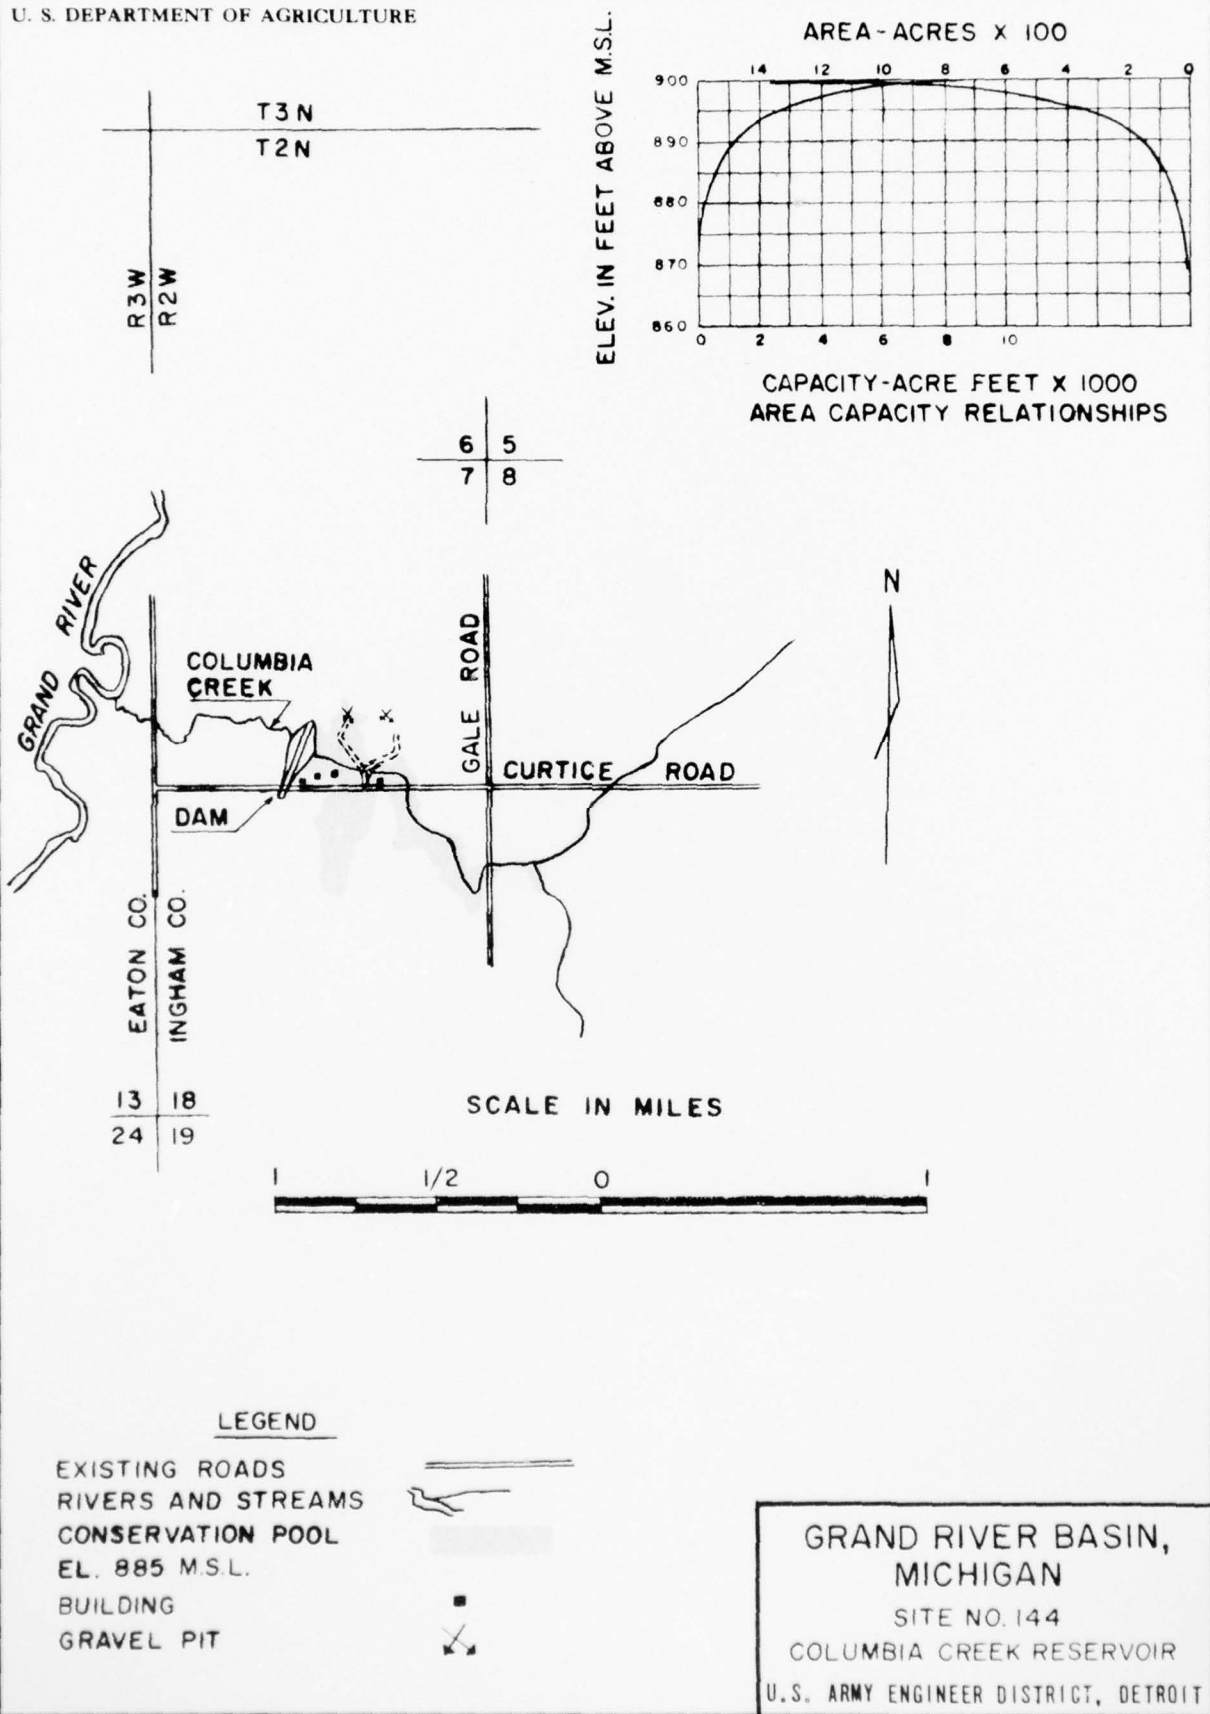 U. S. DEPARTMENT OF AGRICULTURE
AREA-ACRES X 100
14 12 10 8 6 4 2 0
ELEV. IN FEET ABOVE M.S.L.
900
890
880
870
860
0 2 4 6 8 10
CAPACITY-ACRE FEET X 1000
AREA CAPACITY RELATIONSHIPS
T3N
T2N
R3W
R2W
6 5
7 8
N
GRAND RIVER
COLUMBIA
CREEK
GALE ROAD
CURTICE ROAD
DAM
EATON CO.
INGHAM CO.
13 18
24 19
SCALE IN MILES
1 1/2 0 1
LEGEND
EXISTING ROADS
RIVERS AND STREAMS
CONSERVATION POOL
EL. 885 M.S.L.
BUILDING
GRAVEL PIT
GRAND RIVER BASIN,
MICHIGAN
SITE NO. 144
COLUMBIA CREEK RESERVOIR
U.S. ARMY ENGINEER DISTRICT, DETROIT